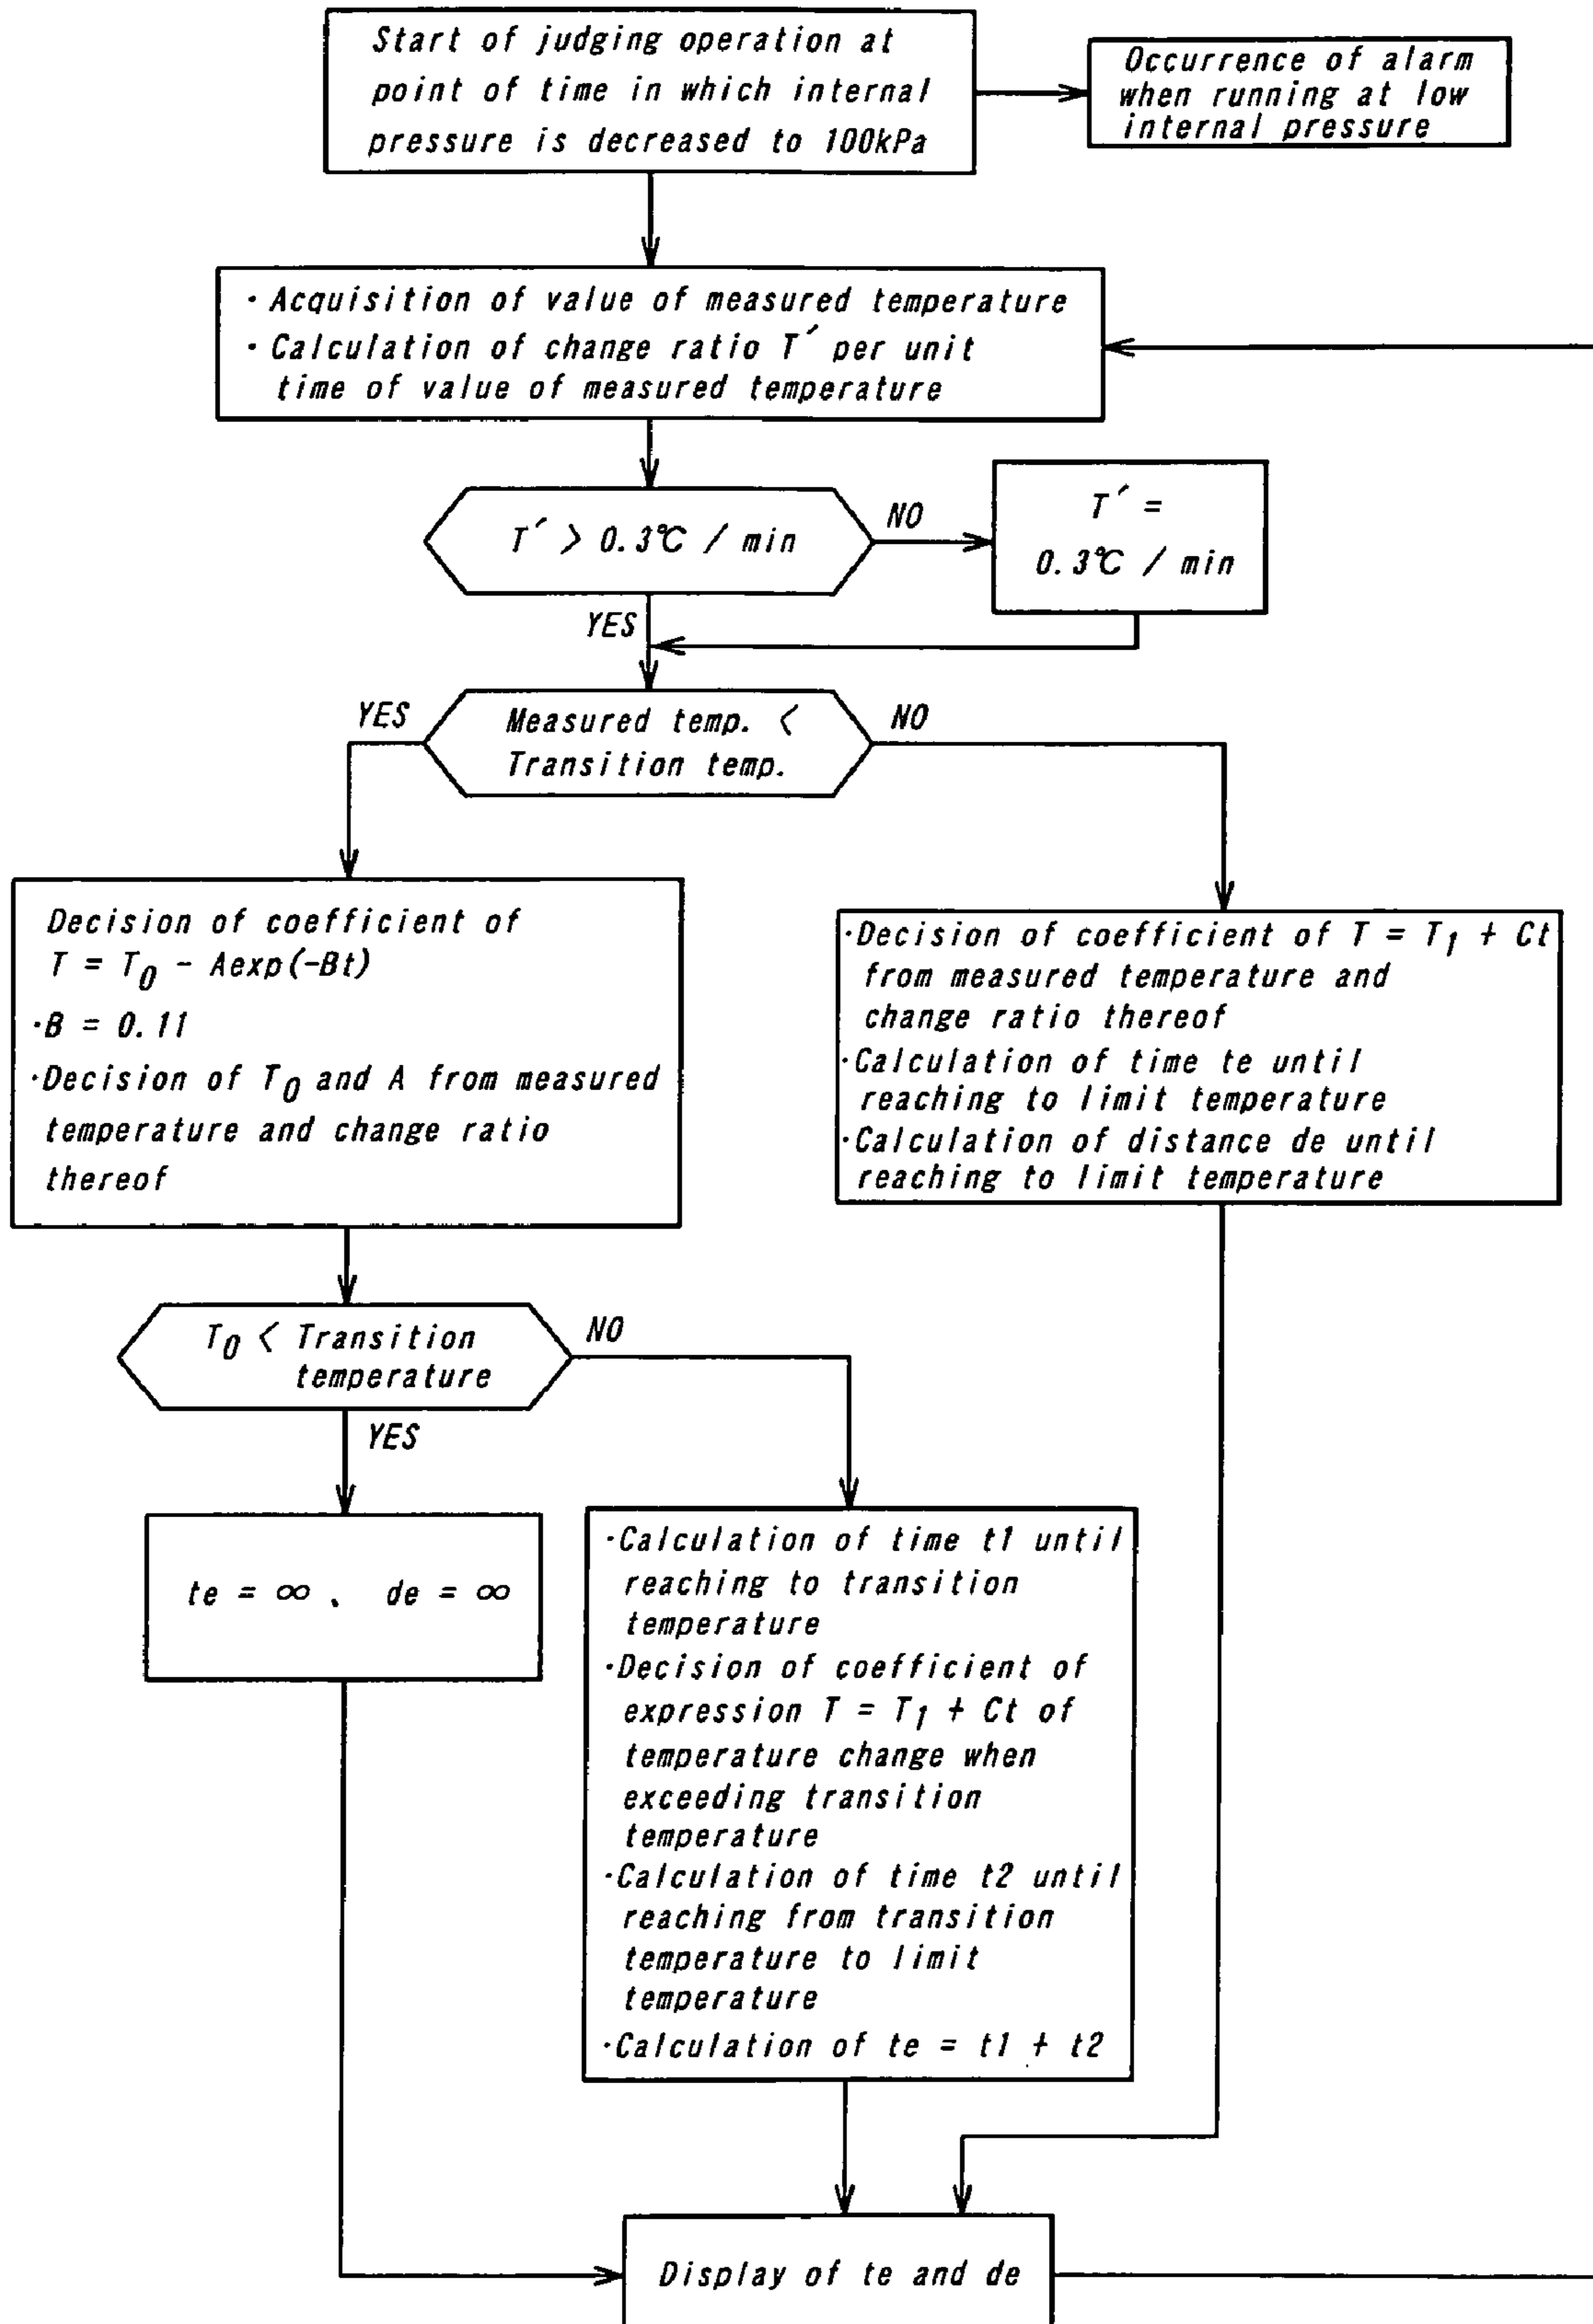 Start of judging operation at
point of time in which internal
pressure is decreased to 100kPa
Occurrence of alarm
when running at low
internal pressure
・Acquisition of value of measured temperature
・Calculation of change ratio T′ per unit
time of value of measured temperature
T′ > 0.3℃ / min
NO
T′ =
0.3℃ / min
YES
YES
Measured temp. <
Transition temp.
NO
Decision of coefficient of
T = T0 - Aexp(-Bt)
・B = 0.11
・Decision of T0 and A from measured
temperature and change ratio
thereof
・Decision of coefficient of T = T1 + Ct
from measured temperature and
change ratio thereof
・Calculation of time te until
reaching to limit temperature
・Calculation of distance de until
reaching to limit temperature
T0 < Transition
temperature
NO
YES
te = ∞ 、 de = ∞
・Calculation of time t1 until
reaching to transition
temperature
・Decision of coefficient of
expression T = T1 + Ct of
temperature change when
exceeding transition
temperature
・Calculation of time t2 until
reaching from transition
temperature to limit
temperature
・Calculation of te = t1 + t2
Display of te and de